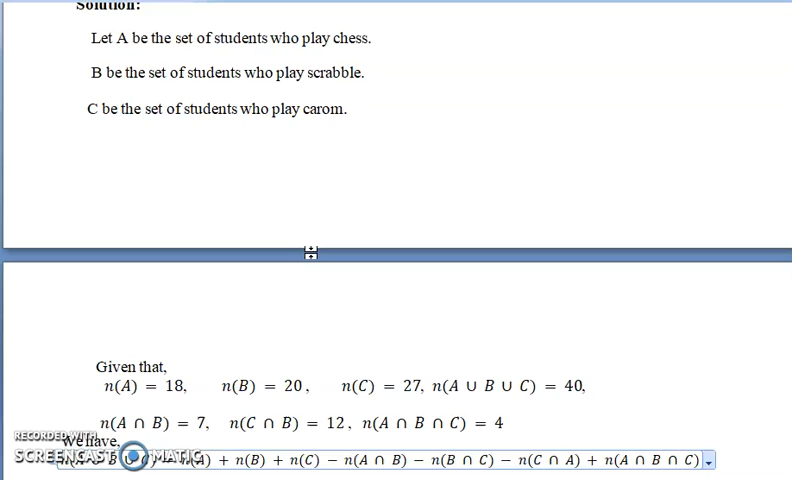 Solution:
Let A be the set of students who play chess.
B be the set of students who play scrabble.
C be the set of students who play carom.
Given that,
n(A) = 18, n(B) = 20 , n(C) = 27, n(A ∪ B ∪ C) = 40,
n(A ∩ B) = 7, n(C ∩ B) = 12 , n(A ∩ B ∩ C) = 4
RECORDED WITH
We have,
SCREENCAST MATIC
n(A ∪ B ∪ C) = n(A) + n(B) + n(C) − n(A ∩ B) − n(B ∩ C) − n(C ∩ A) + n(A ∩ B ∩ C)